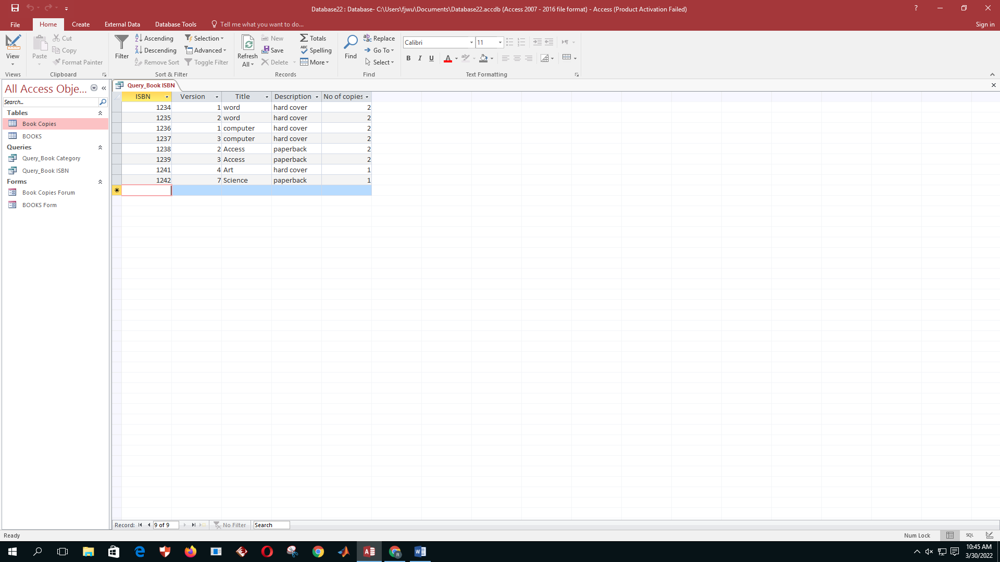 Database22 : Database- C:\Users\fjwu\Documents\Database22.accdb (Access 2007 - 2016 file format) - Access (Product Activation Failed)
?
File Home Create External Data Database Tools Tell me what you want to do... Sign in
View
Views
Paste
Cut
Copy
Format Painter
Clipboard
Filter
Ascending
Descending
Remove Sort
Selection
Advanced
Toggle Filter
Sort & Filter
Refresh All
New
Save
Delete
Totals
Spelling
More
Records
Find
Replace
Go To
Select
Find
Calibri 11
B I U A
Text Formatting
All Access Obje...
Search...
Tables
Book Copies
BOOKS
Queries
Query_Book Category
Query_Book ISBN
Forms
Book Copies Forum
BOOKS Form
Query_Book ISBN
ISBN Version Title Description No of copies
1234 1 word hard cover 2
1235 2 word hard cover 2
1236 1 computer hard cover 2
1237 3 computer hard cover 2
1238 2 Access paperback 2
1239 3 Access paperback 2
1241 4 Art hard cover 1
1242 7 Science paperback 1
Record: 9 of 9 No Filter Search
Ready Num Lock SQL
10:45 AM
3/30/2022